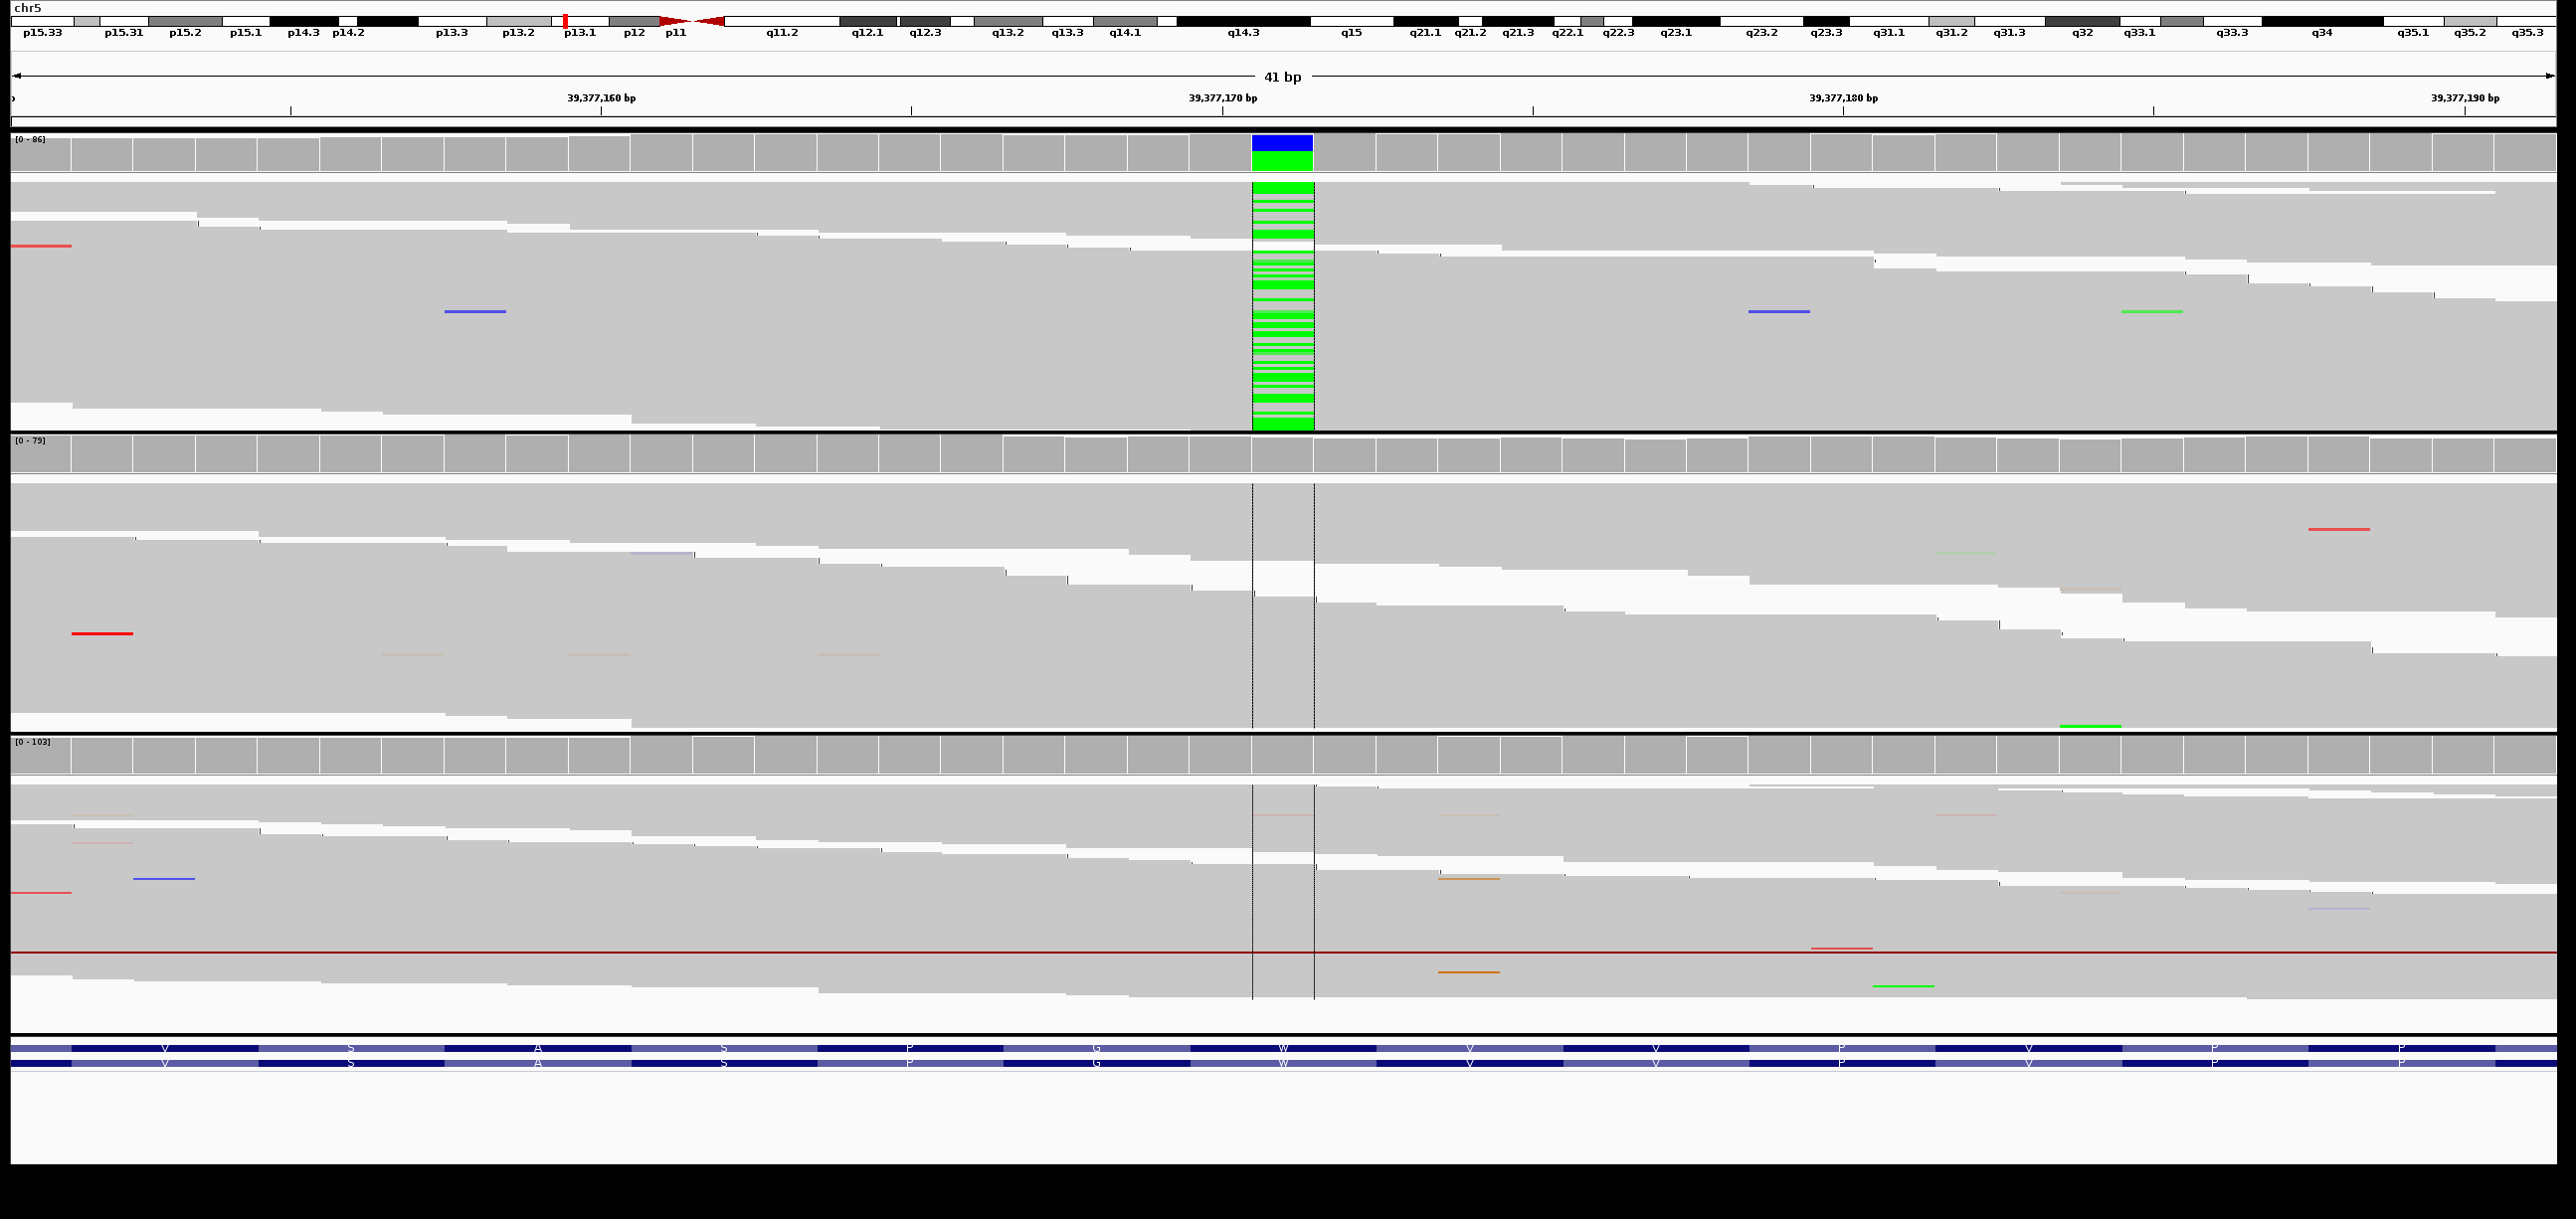 chr5
p15.33 p15.31 p15.2 p15.1 p14.3 p14.2 p13.3 p13.2 p13.1 p12 p11 q11.2 q12.1 q12.3 q13.2 q13.3 q14.1 q14.3 q15 q21.1 q21.2 q21.3 q22.1 q22.3 q23.1 q23.2 q23.3 q31.1 q31.2 q31.3 q32 q33.1 q33.3 q34 q35.1 q35.2 q35.3
41 bp
39,377,160 bp 39,377,170 bp 39,377,180 bp 39,377,190 bp
[0 - 86]
[0 - 79]
[0 - 103]
V S A S P G W V V P V P P
V S A S P G W V V P V P P